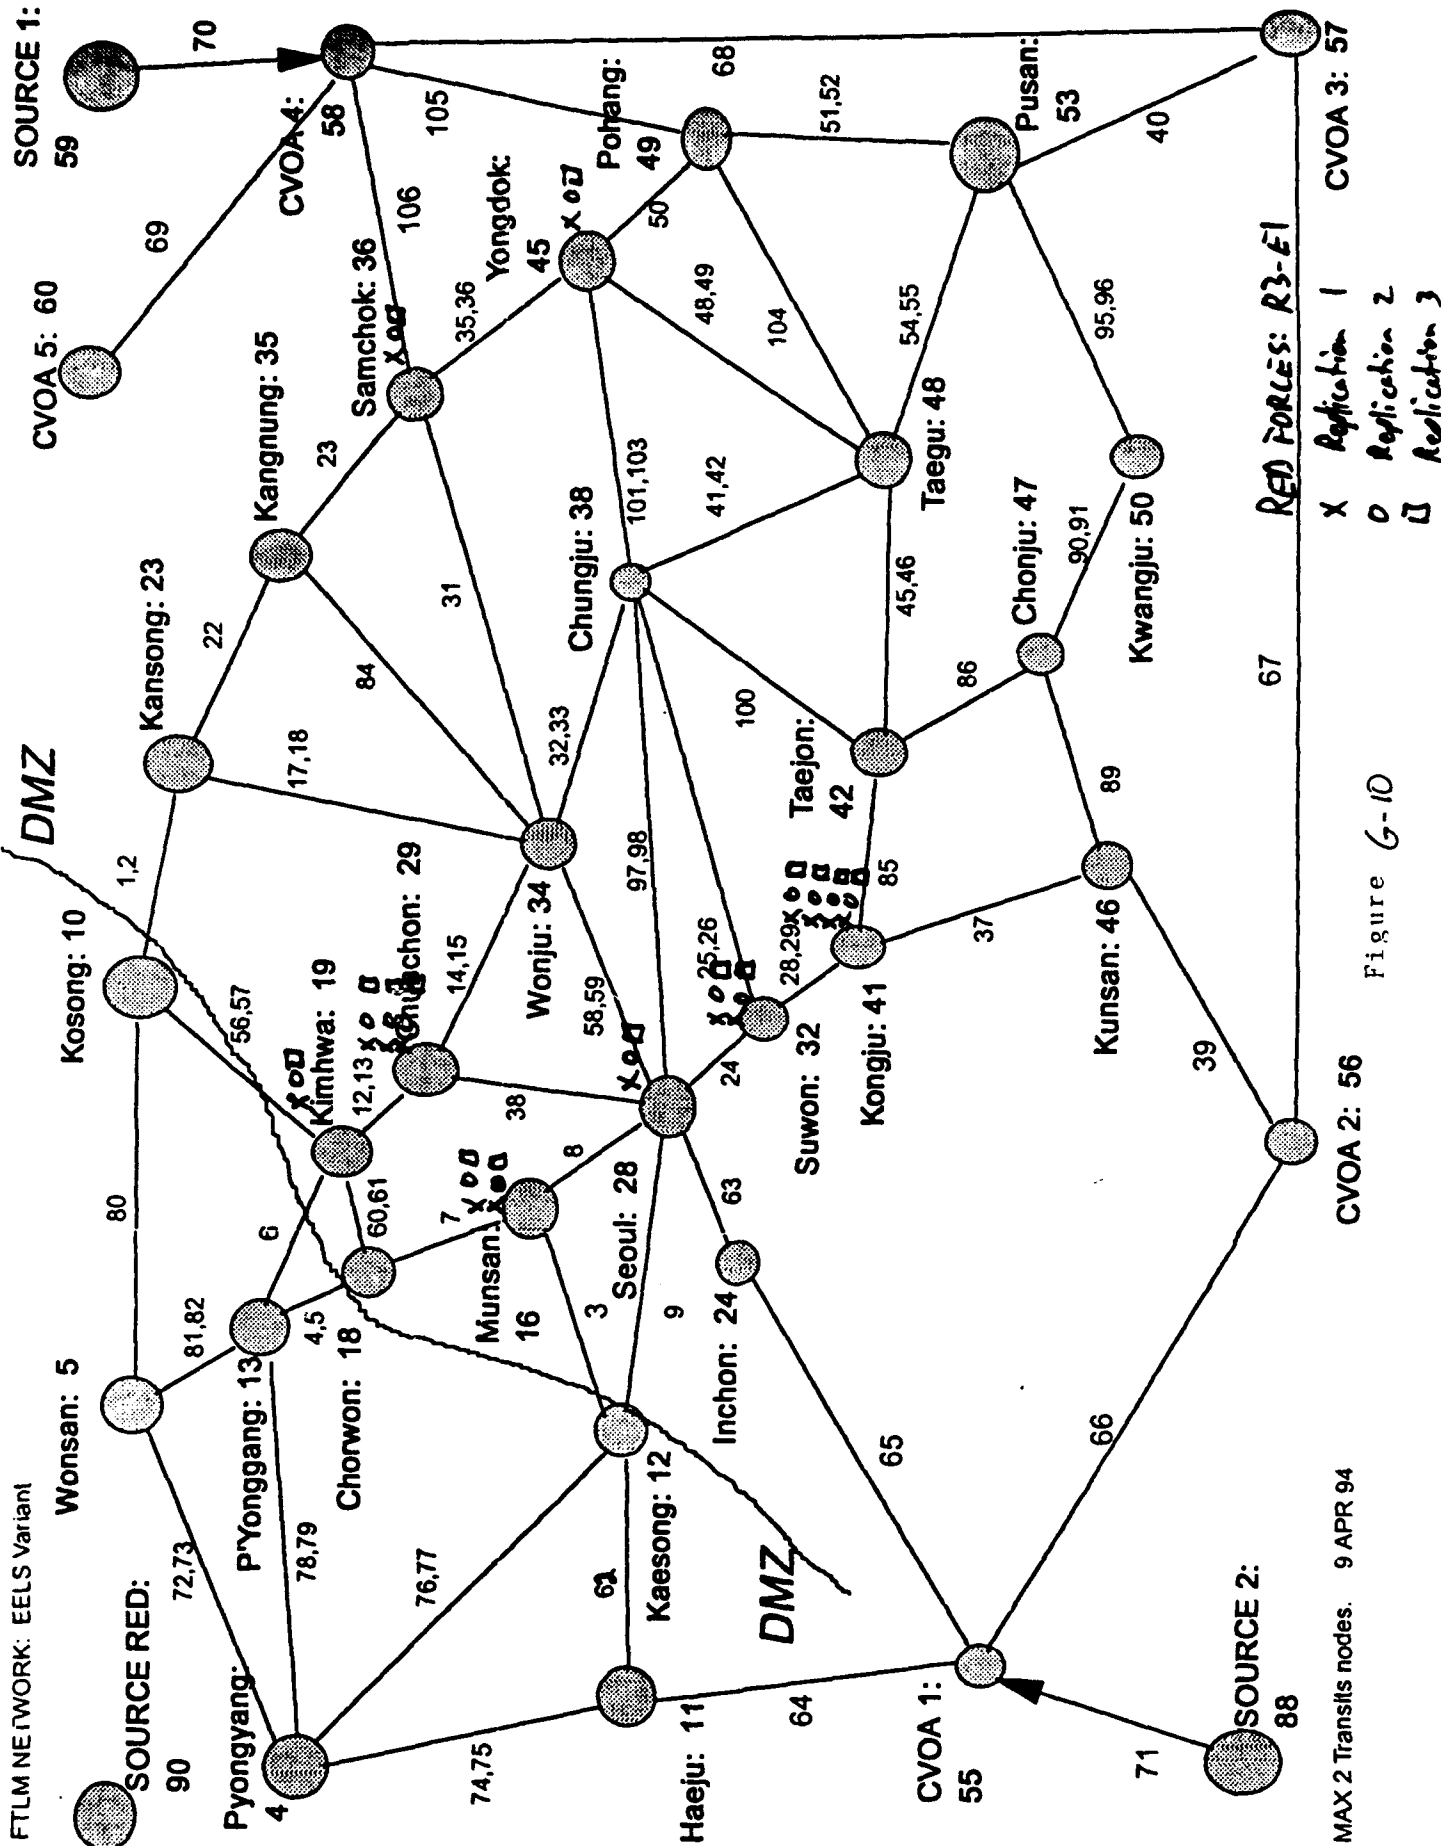 FTLM NETWORK: EELS Variant
SOURCE RED:
90
Wonsan: 5
Kosong: 10
DMZ
Kansong: 23
Kangnung: 35
CVOA 5: 60
SOURCE 1:
59
72,73
81,82
80
1,2
22
69
70
Pyongyang:
4
P'Yonggang: 13
78,79
4,5
6
56,57
Kimhwa: 19
X O □
60,61
12,13
X O □
Chorwon: 18
29
17,18
84
23
Samchok: 36
X O □
106
CVOA 4:
58
105
76,77
7
Munsan:
16
X O □
X O □
38
14,15
Wonju: 34
31
35,36
Yongdok:
45
X O □
50
Pohang:
49
68
74,75
62
Kaesong: 12
3
8
9
Seoul: 28
X O □
58,59
32,33
Chungju: 38
101,103
48,49
104
51,52
Haeju: 11
DMZ
Inchon: 24
63
24
Suwon: 32
X O □
X O □
25,26
97,98
100
41,42
54,55
Pusan:
53
64
28,29
X O □
X O □
X O □
X O □
Kongju: 41
85
Taejon:
42
45,46
Taegu: 48
95,96
40
CVOA 1:
55
65
37
86
Chonju: 47
90,91
Kwangju: 50
71
66
39
Kunsan: 46
89
67
SOURCE 2:
88
CVOA 2: 56
CVOA 3: 57
RED FORCES: R3-E1
X Replication 1
O Replication 2
□ Replication 3
MAX 2 Transits nodes. 9 APR 94
Figure G-10